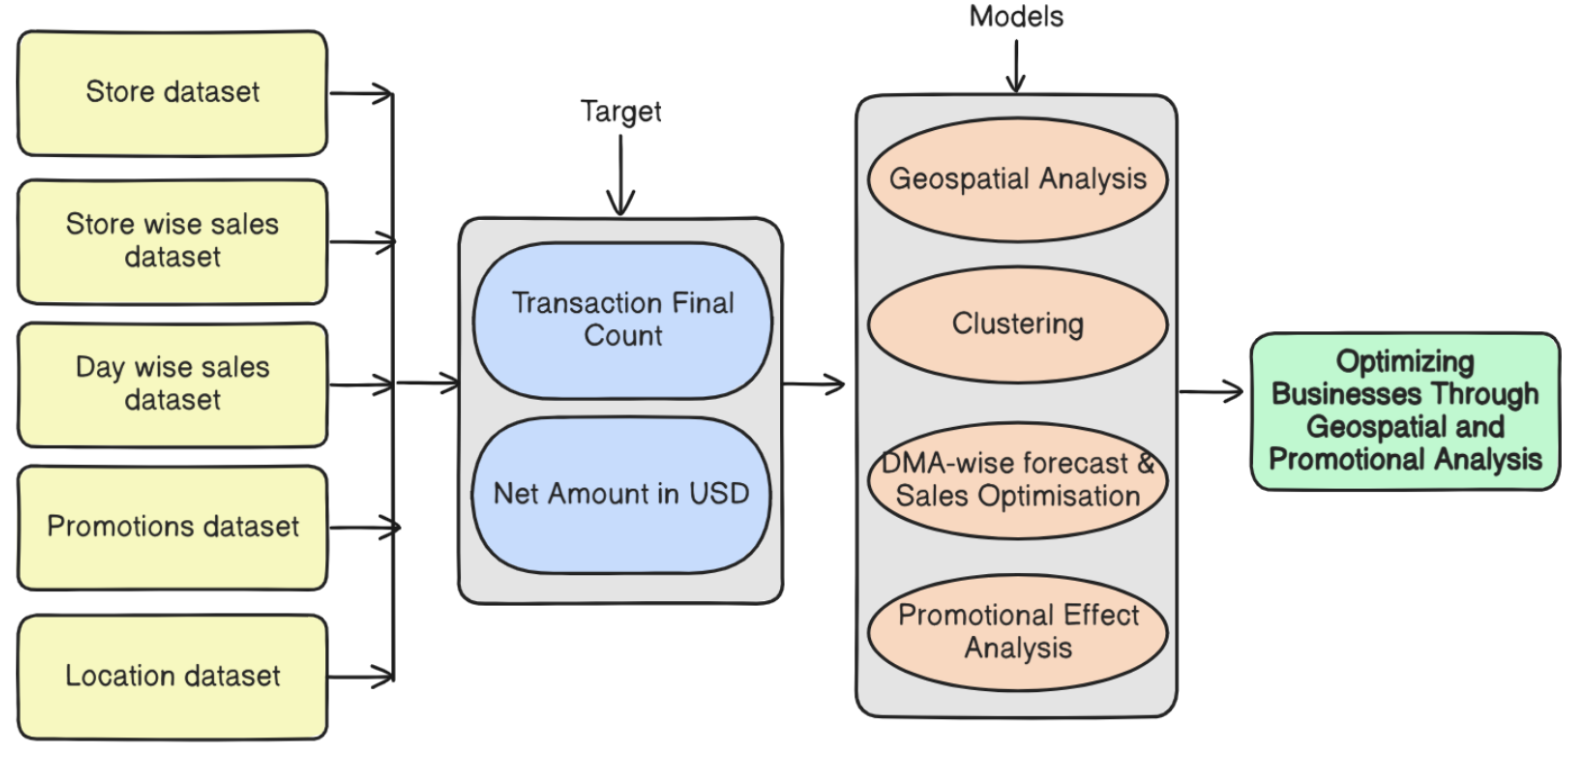 Store dataset
Store wise sales
dataset
Day wise sales
dataset
Promotions dataset
Location dataset
Target
Transaction Final
Count
Net Amount in USD
Models
Geospatial Analysis
Clustering
DMA-wise forecast &
Sales Optimisation
Promotional Effect
Analysis
Optimizing
Businesses Through
Geospatial and
Promotional Analysis